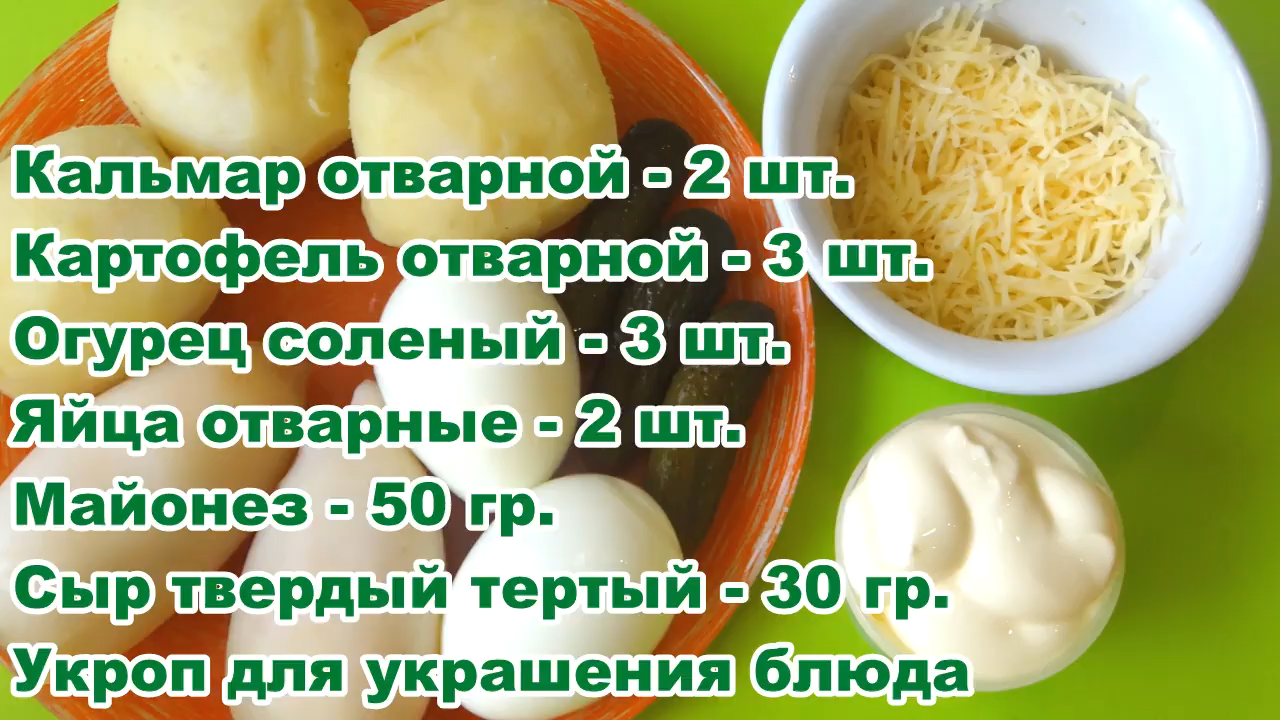 Кальмар отварной - 2 шт.
Картофель отварной - 3 шт.
Огурец соленый - 3 шт.
Яйца отварные - 2 шт.
Майонез - 50 гр.
Сыр твердый тертый - 30 гр.
Укроп для украшения блюда